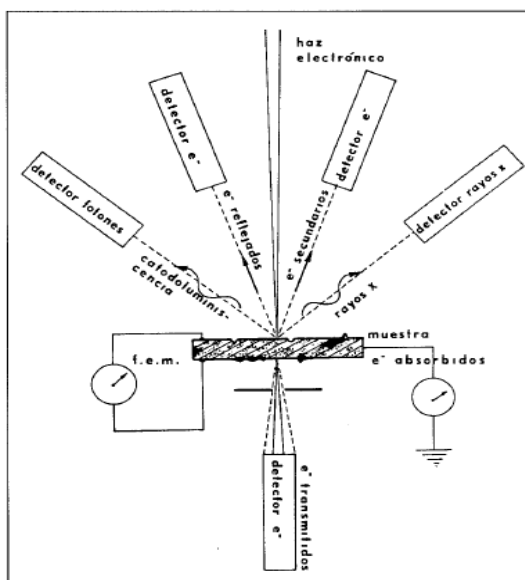 haz
electrónico
detector e⁻
detector e⁻
detector fotones
detector rayos x
e⁻ reflejados
e⁻ secundarios
catodoluminis-
cencia
rayos X
muestra
f.e.m.
e⁻ absorbidos
detector e⁻
e⁻ transmitidos